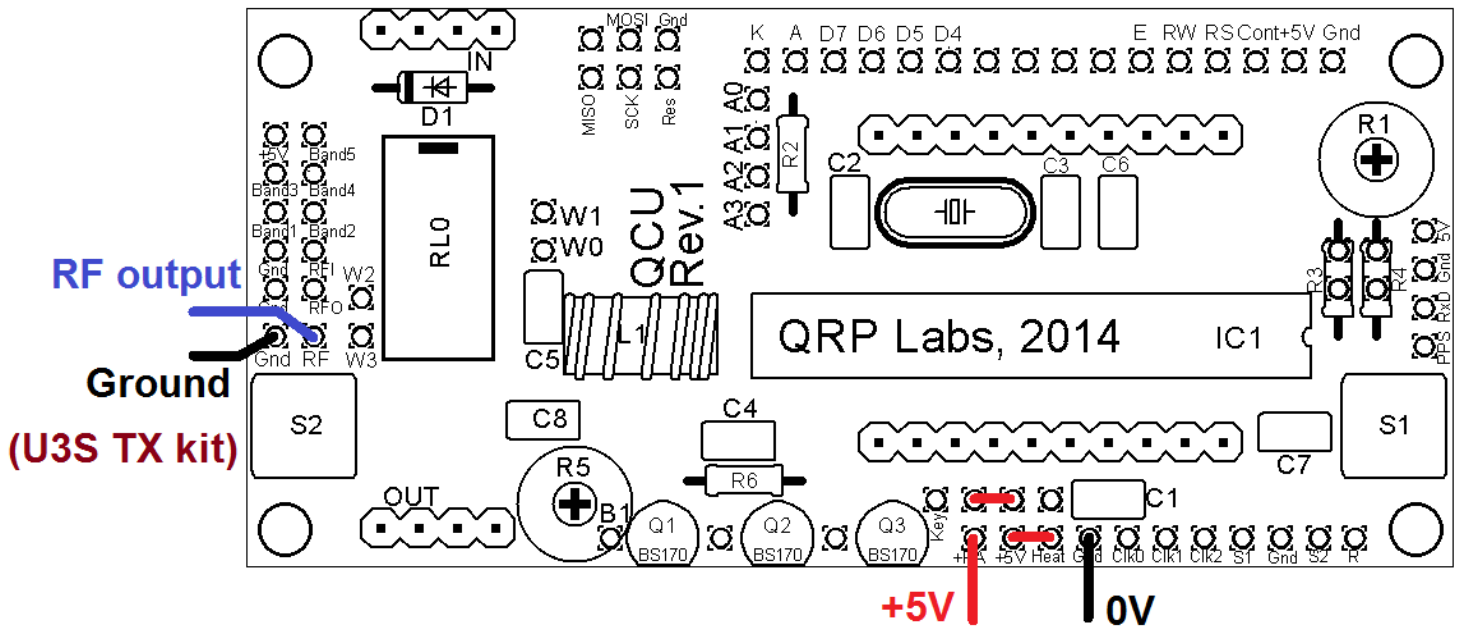 MOSI Gnd
K A D7 D6 D5 D4 E RW RS Cont +5V Gnd
IN
D1
MISO SCK Res
A0
A1
A2
A3
R2
R1
C2
C3
C6
+5V Band5
Band3 Band4
Band1 Band2
Gnd RFI
Gnd RFO
W2
Gnd RF W3
RL0
W1
W0
QCU
Rev.1
RF output
Ground
(U3S TX kit)
C5
L1
QRP Labs, 2014
IC1
R3
R4
5V
Gnd
RxD
PPS
S2
C8
C4
R5
R6
S1
C7
OUT
B1
Q1
BS170
Q2
BS170
Q3
BS170
Key
C1
+PA +5V Heat Gnd Clk0 Clk1 Clk2 S1 Gnd S2 R
+5V
0V